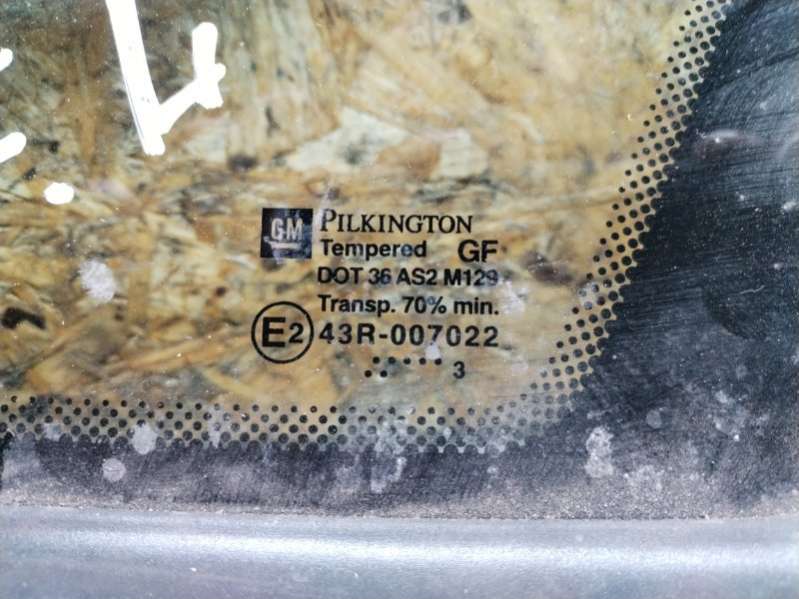 GM PILKINGTON
Tempered GF
DOT 36 AS2 M129
Transp. 70% min.
E2 43R-007022
3